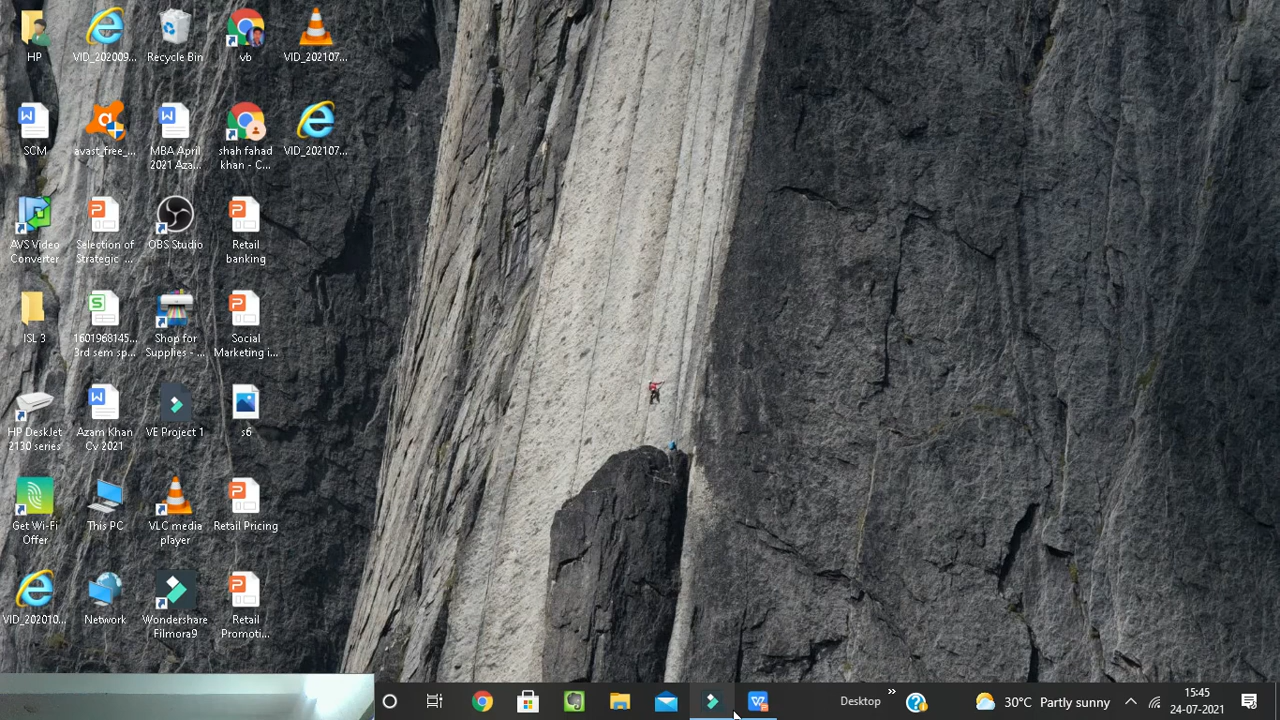 HP
VID_202009...
Recycle Bin
vb
VID_202107...
SCM
avast_free_...
MBA April
2021 Aza...
shah fahad
khan - C...
VID_202107...
AVS Video
Converter
Selection of
Strategic ...
OBS Studio
Retail
banking
ISL 3
1601968145...
3rd sem sp...
Shop for
Supplies - ...
Social
Marketing i...
HP DeskJet
2130 series
Azam Khan
Cv 2021
VE Project 1
s6
Get Wi-Fi
Offer
This PC
VLC media
player
Retail Pricing
VID_202010...
Network
Wondershare
Filmora9
Retail
Promoti...
Desktop
30°C Partly sunny
15:45
24-07-2021